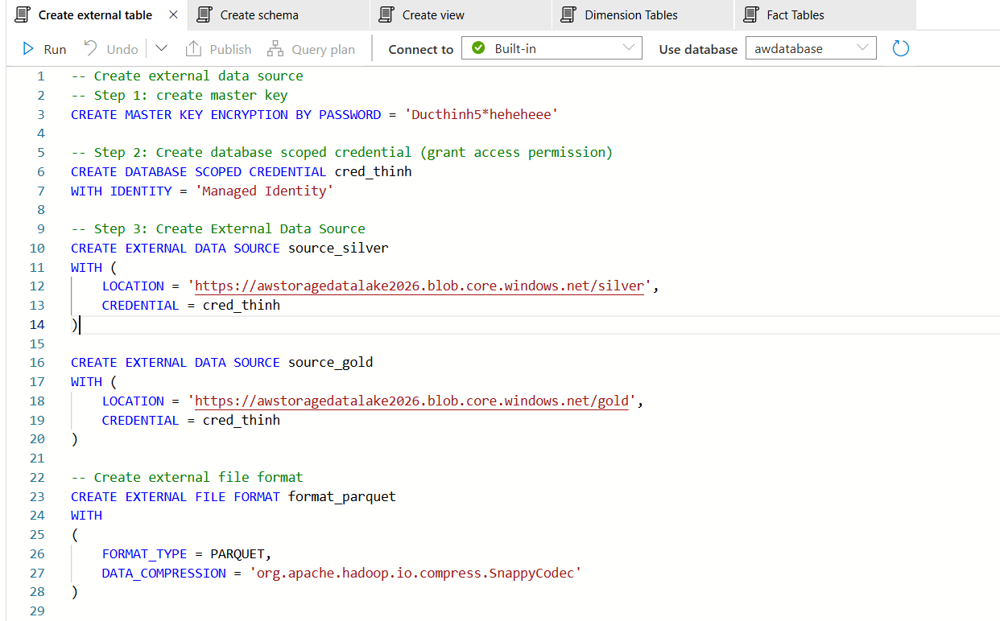 Create external table
Create schema
Create view
Dimension Tables
Fact Tables
Run Undo Publish Query plan Connect to Built-in Use database awdatabase
1 -- Create external data source
2 -- Step 1: create master key
3 CREATE MASTER KEY ENCRYPTION BY PASSWORD = 'Ducthinh5*heheheee'
4
5 -- Step 2: Create database scoped credential (grant access permission)
6 CREATE DATABASE SCOPED CREDENTIAL cred_thinh
7 WITH IDENTITY = 'Managed Identity'
8
9 -- Step 3: Create External Data Source
10 CREATE EXTERNAL DATA SOURCE source_silver
11 WITH (
12 LOCATION = 'https://awstoragedatalake2026.blob.core.windows.net/silver',
13 CREDENTIAL = cred_thinh
14 )
15
16 CREATE EXTERNAL DATA SOURCE source_gold
17 WITH (
18 LOCATION = 'https://awstoragedatalake2026.blob.core.windows.net/gold',
19 CREDENTIAL = cred_thinh
20 )
21
22 -- Create external file format
23 CREATE EXTERNAL FILE FORMAT format_parquet
24 WITH
25 (
26 FORMAT_TYPE = PARQUET,
27 DATA_COMPRESSION = 'org.apache.hadoop.io.compress.SnappyCodec'
28 )
29